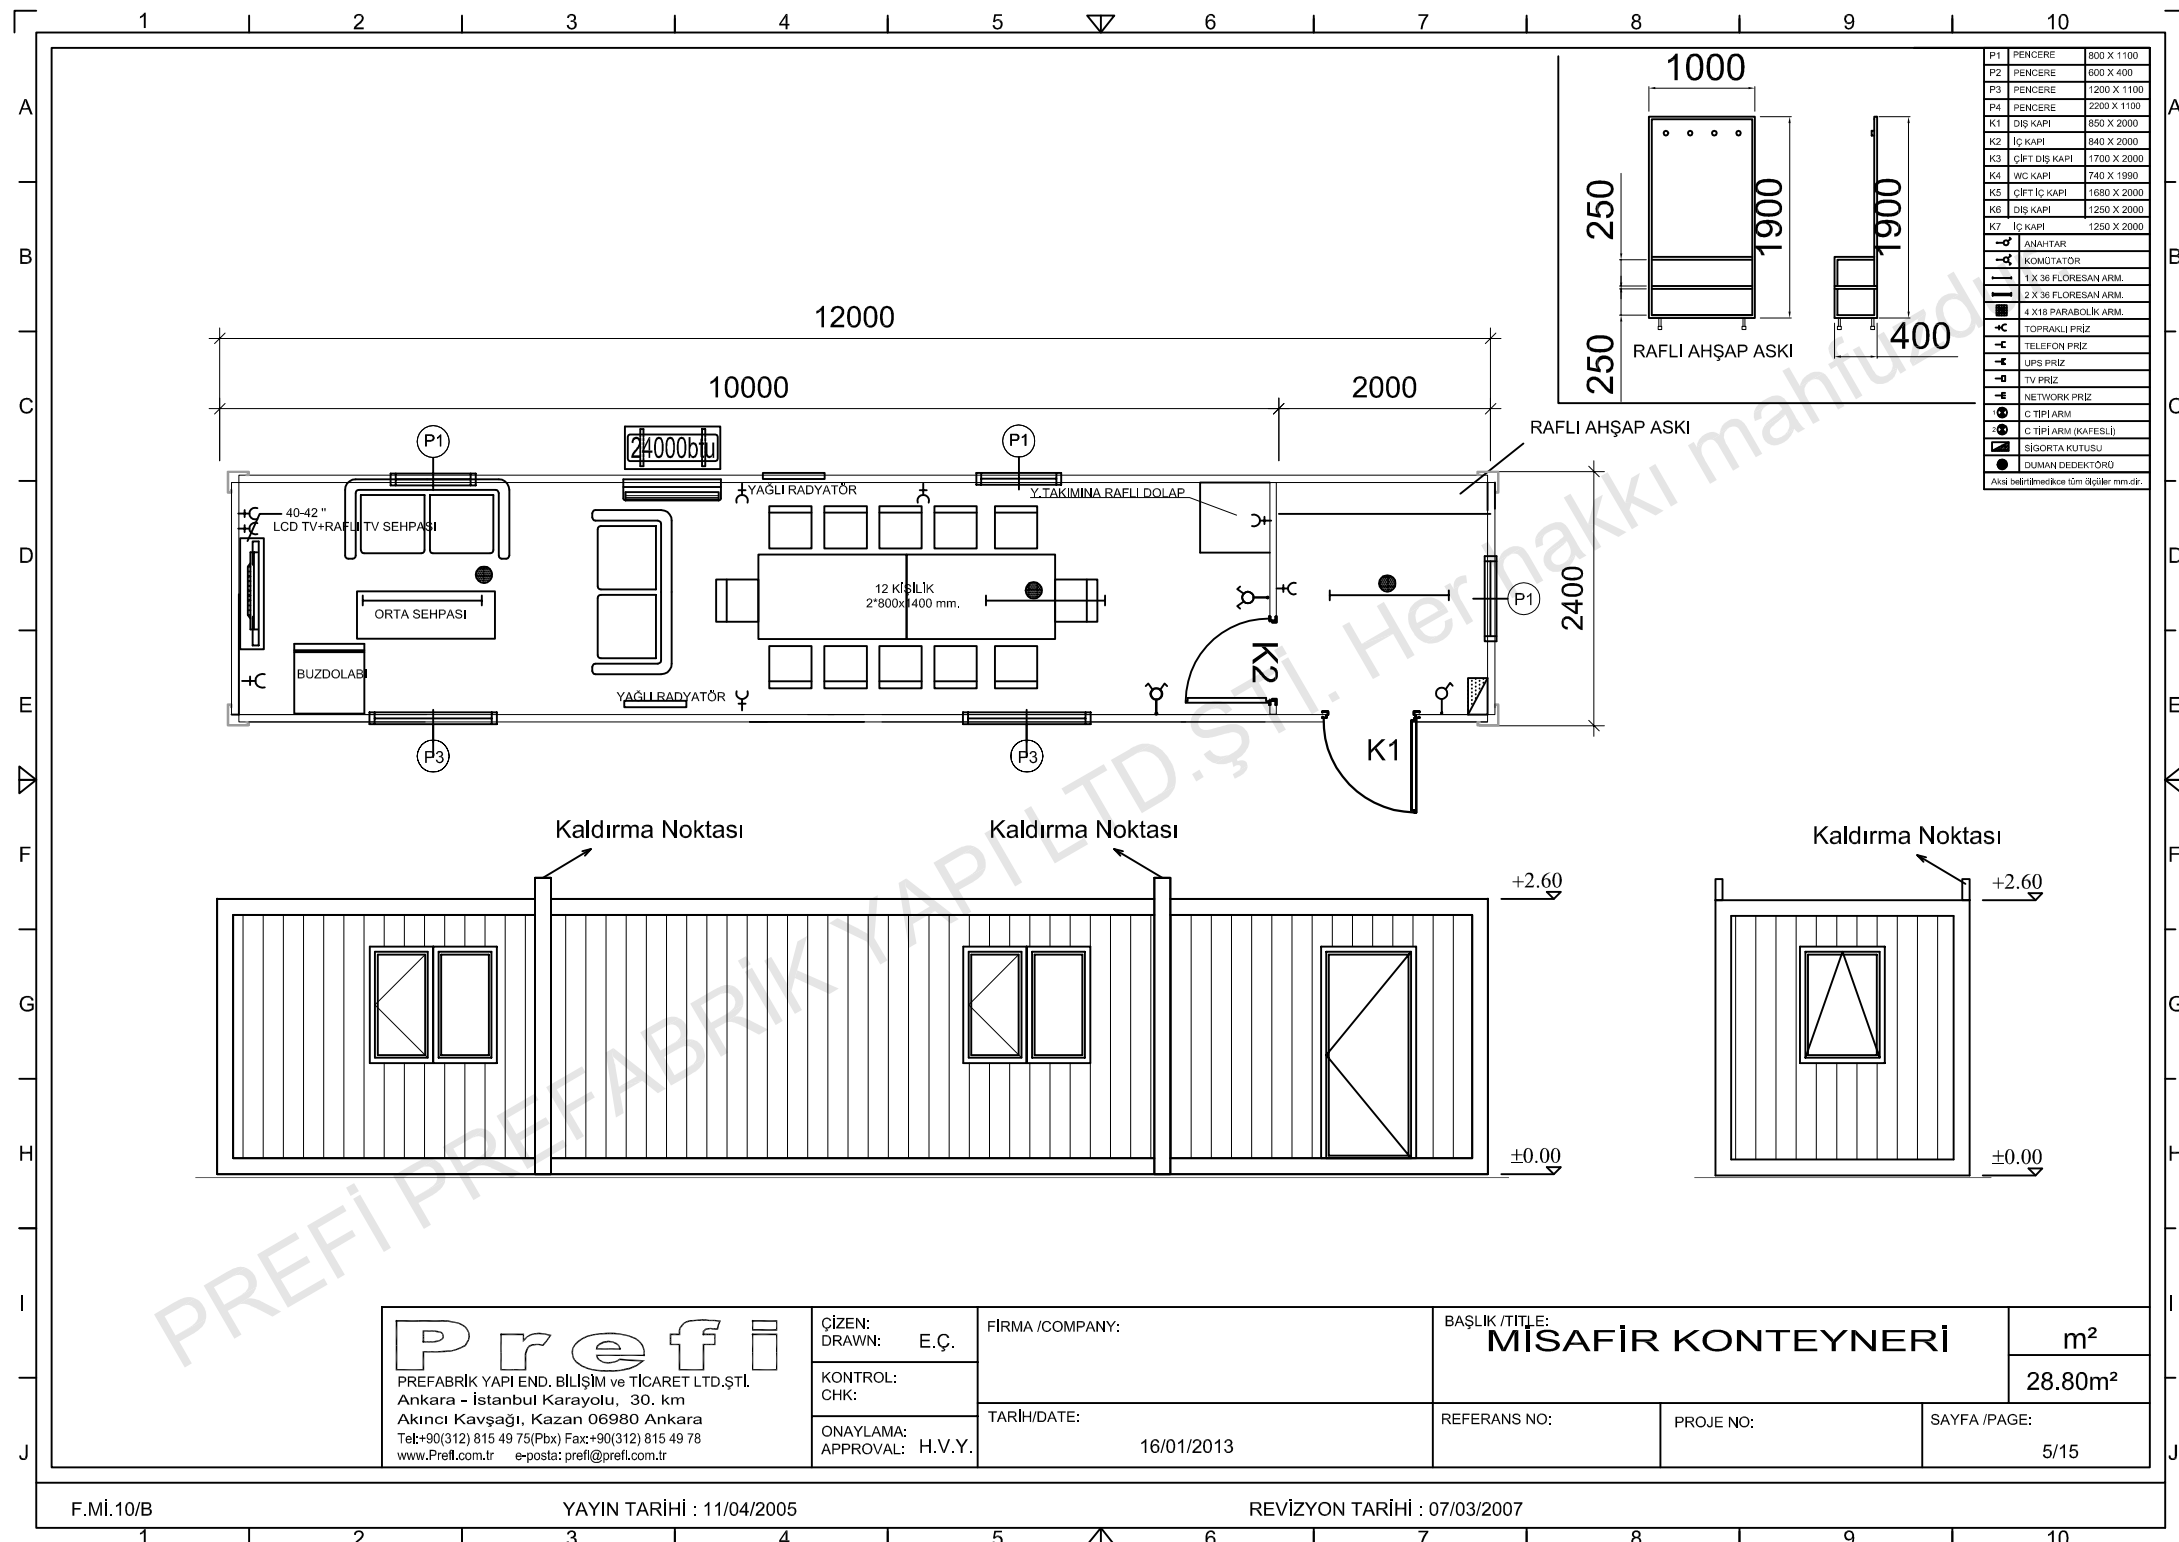 1 2 3 4 5 6 7 8 9 10
A
B
C
D
E
F
G
H
I
J
A
B
C
D
E
F
G
H
I
J
P1 PENCERE 800 X 1100
P2 PENCERE 600 X 400
P3 PENCERE 1200 X 1100
P4 PENCERE 2200 X 1100
K1 DIŞ KAPI 850 X 2000
K2 İÇ KAPI 840 X 2000
K3 ÇİFT DIŞ KAPI 1700 X 2000
K4 WC KAPI 740 X 1990
K5 ÇİFT İÇ KAPI 1680 X 2000
K6 DIŞ KAPI 1250 X 2000
K7 İÇ KAPI 1250 X 2000
ANAHTAR
KOMÜTATÖR
1 X 36 FLORESAN ARM.
2 X 36 FLORESAN ARM.
4 X18 PARABOLİK ARM.
TOPRAKLI PRİZ
TELEFON PRİZ
UPS PRİZ
TV PRİZ
NETWORK PRİZ
1 C TİPİ ARM
2 C TİPİ ARM (KAFESLİ)
SİGORTA KUTUSU
DUMAN DEDEKTÖRÜ
Aksi belirtilmedikce tüm ölçüler mm.dir.
1000
250
1900
1900
250
400
RAFLI AHŞAP ASKI
12000
10000
2000
RAFLI AHŞAP ASKI
P1
24000btu
P1
YAĞLI RADYATÖR
Y.TAKIMINA RAFLI DOLAP
40-42 "
LCD TV+RAFLI TV SEHPASI
12 KİŞİLİK
2*800x1400 mm.
ORTA SEHPASI
P1
2400
BUZDOLABI
YAĞLI RADYATÖR
K2
K1
P3
P3
Kaldırma Noktası
Kaldırma Noktası
Kaldırma Noktası
+2.60
+2.60
±0.00
±0.00
PREFİ PREFABRİK YAPI LTD.ŞTİ. Her hakkı mahfuzdur.
Prefi
PREFABRİK YAPI END. BİLİŞİM ve TİCARET LTD.ŞTİ.
Ankara - İstanbul Karayolu, 30. km
Akıncı Kavşağı, Kazan 06980 Ankara
Tel:+90(312) 815 49 75(Pbx) Fax:+90(312) 815 49 78
www.Prefi.com.tr e-posta: prefi@prefi.com.tr
ÇİZEN:
DRAWN: E.Ç.
KONTROL:
CHK:
ONAYLAMA:
APPROVAL: H.V.Y.
FİRMA /COMPANY:
TARİH/DATE:
16/01/2013
BAŞLIK /TITLE:
MİSAFİR KONTEYNERİ
m²
28.80m²
REFERANS NO:
PROJE NO:
SAYFA /PAGE:
5/15
F.Mİ.10/B YAYIN TARİHİ : 11/04/2005 REVİZYON TARİHİ : 07/03/2007
1 2 3 4 5 6 7 8 9 10